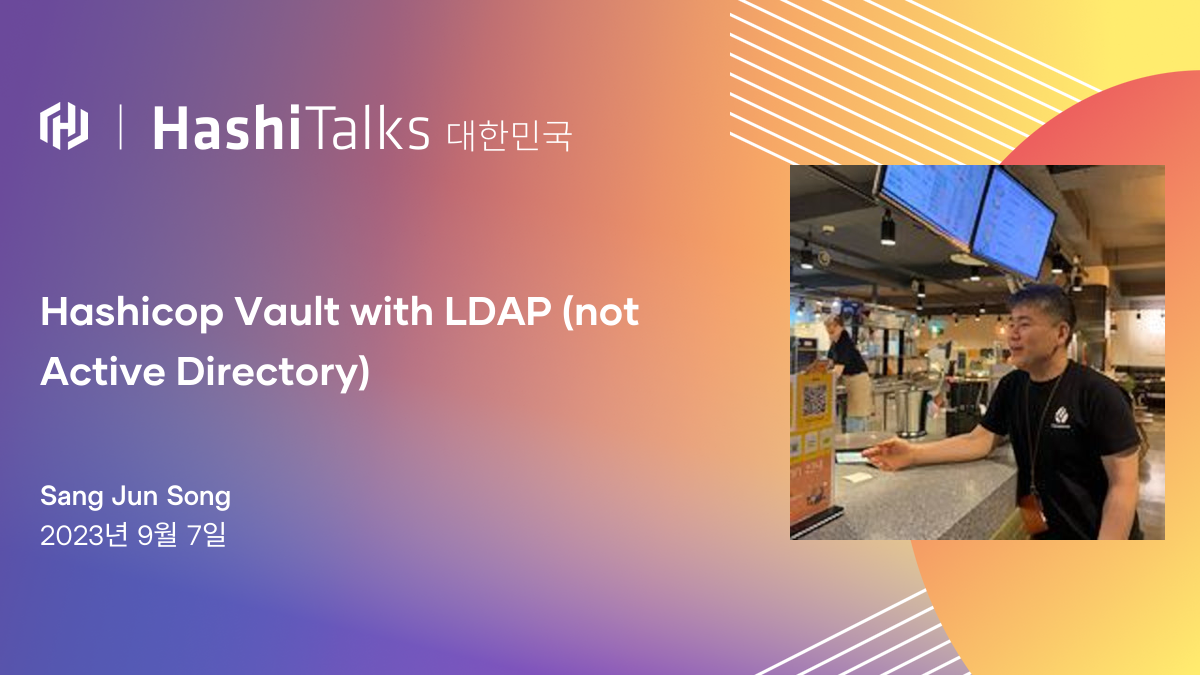 HashiTalks 대한민국
Hashicop Vault with LDAP (not
Active Directory)
Sang Jun Song
2023년 9월 7일